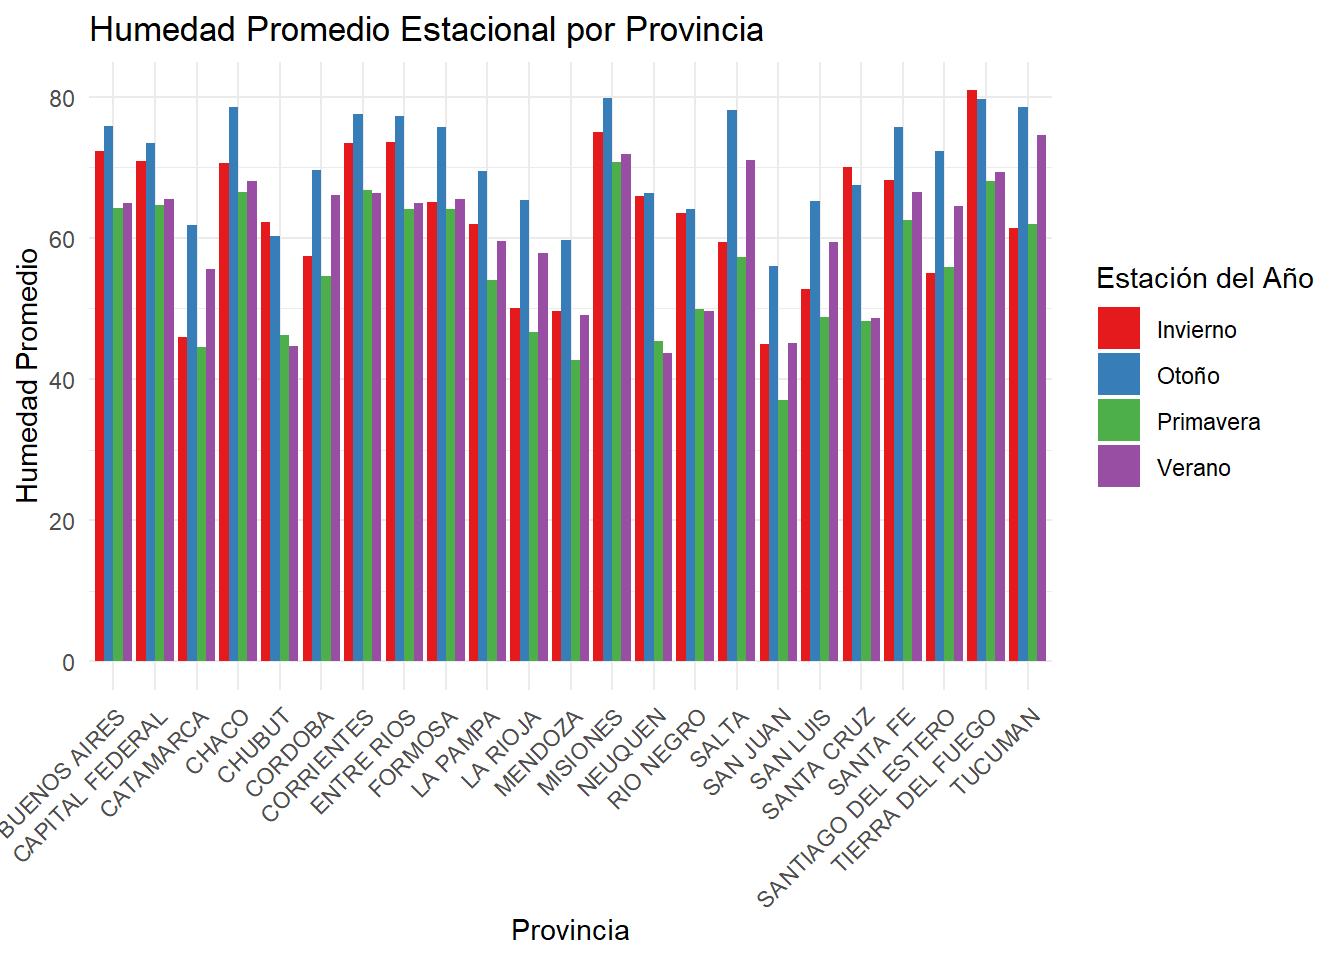 Humedad Promedio Estacional por Provincia
Humedad Promedio
80
60
40
20
0
BUENOS AIRES
CAPITAL FEDERAL
CATAMARCA
CHACO
CHUBUT
CORDOBA
CORRIENTES
ENTRE RIOS
FORMOSA
LA PAMPA
LA RIOJA
MENDOZA
MISIONES
NEUQUEN
RIO NEGRO
SALTA
SAN JUAN
SAN LUIS
SANTA CRUZ
SANTA FE
SANTIAGO DEL ESTERO
TIERRA DEL FUEGO
TUCUMAN
Provincia
Estación del Año
Invierno
Otoño
Primavera
Verano